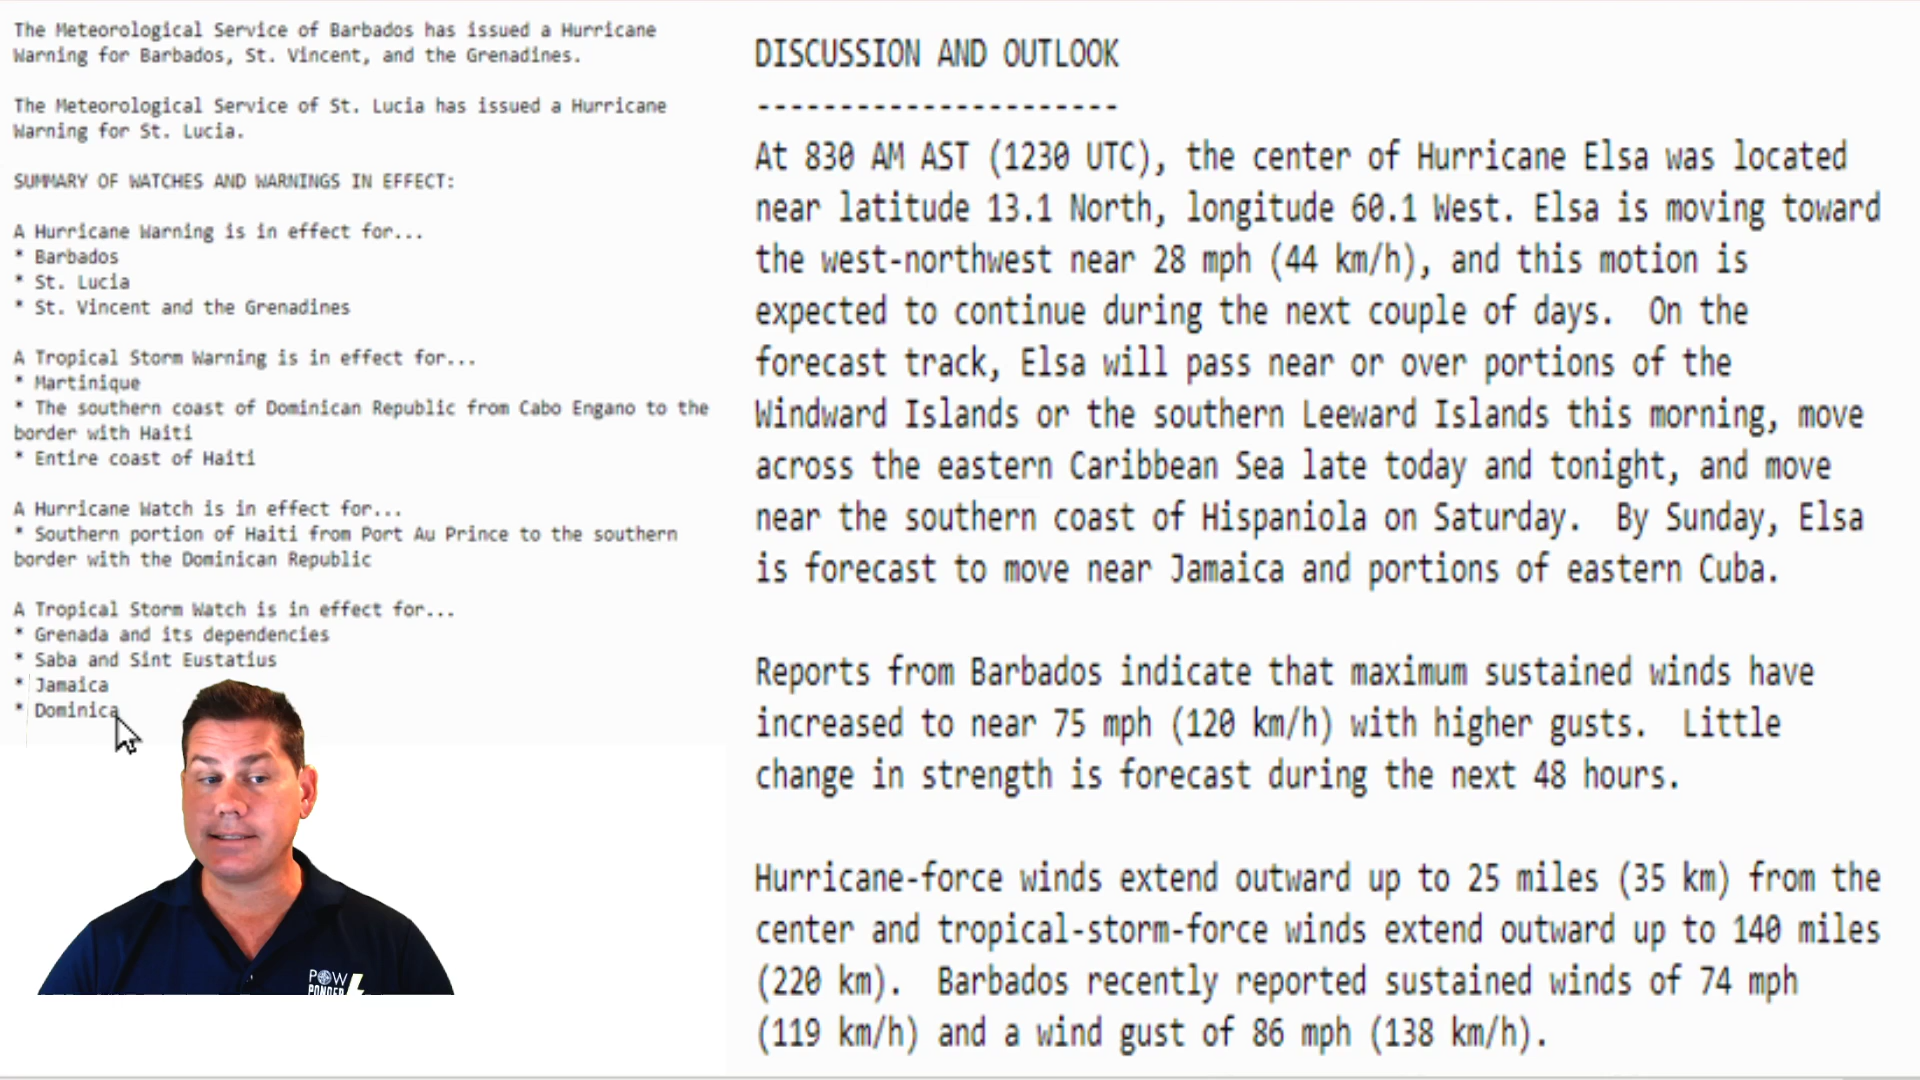 The Meteorological Service of Barbados has issued a Hurricane
Warning for Barbados, St. Vincent, and the Grenadines.
The Meteorological Service of St. Lucia has issued a Hurricane
Warning for St. Lucia.
SUMMARY OF WATCHES AND WARNINGS IN EFFECT:
A Hurricane Warning is in effect for...
* Barbados
* St. Lucia
* St. Vincent and the Grenadines
A Tropical Storm Warning is in effect for...
* Martinique
* The southern coast of Dominican Republic from Cabo Engano to the
border with Haiti
* Entire coast of Haiti
A Hurricane Watch is in effect for...
* Southern portion of Haiti from Port Au Prince to the southern
border with the Dominican Republic
A Tropical Storm Watch is in effect for...
* Grenada and its dependencies
* Saba and Sint Eustatius
* Jamaica
* Dominica
DISCUSSION AND OUTLOOK
----------------------
At 830 AM AST (1230 UTC), the center of Hurricane Elsa was located
near latitude 13.1 North, longitude 60.1 West. Elsa is moving toward
the west-northwest near 28 mph (44 km/h), and this motion is
expected to continue during the next couple of days.  On the
forecast track, Elsa will pass near or over portions of the
Windward Islands or the southern Leeward Islands this morning, move
across the eastern Caribbean Sea late today and tonight, and move
near the southern coast of Hispaniola on Saturday.  By Sunday, Elsa
is forecast to move near Jamaica and portions of eastern Cuba.
Reports from Barbados indicate that maximum sustained winds have
increased to near 75 mph (120 km/h) with higher gusts.  Little
change in strength is forecast during the next 48 hours.
Hurricane-force winds extend outward up to 25 miles (35 km) from the
center and tropical-storm-force winds extend outward up to 140 miles
(220 km).  Barbados recently reported sustained winds of 74 mph
(119 km/h) and a wind gust of 86 mph (138 km/h).
POW
PONDER